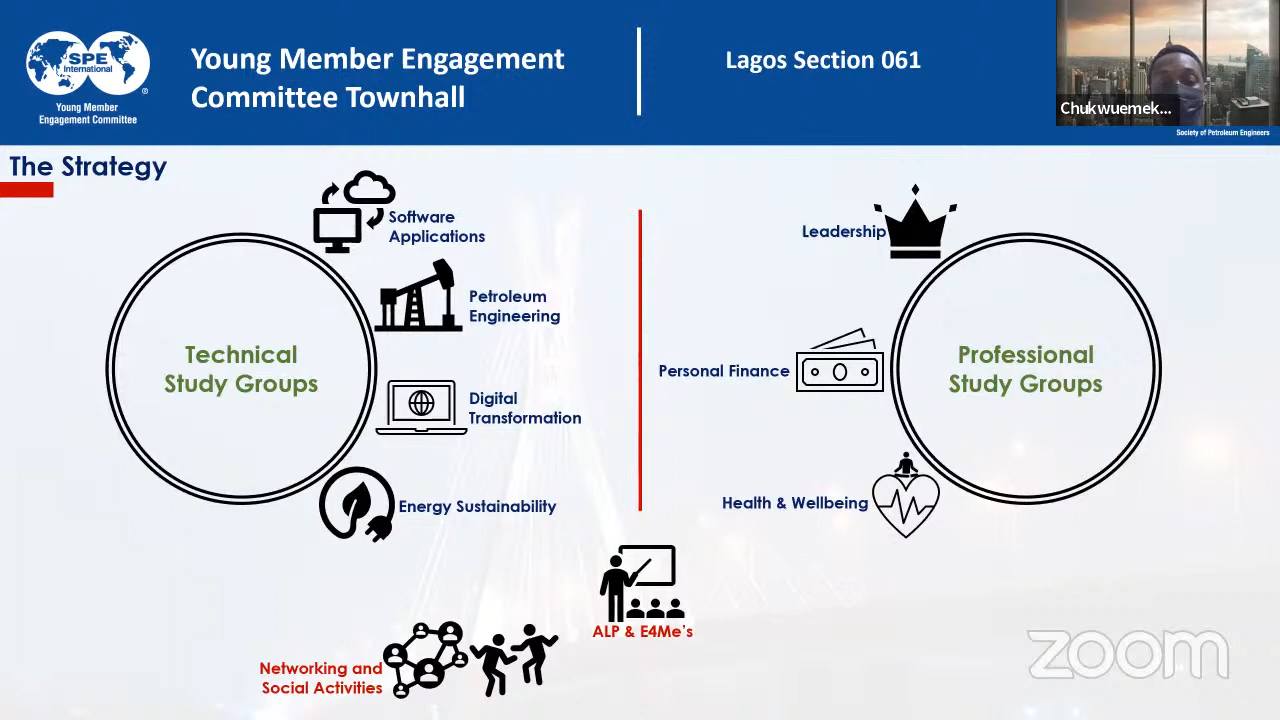 SPE
International
®
Young Member
Engagement Committee
Young Member Engagement
Committee Townhall
Lagos Section 061
Chukwuemek...
Society of Petroleum Engineers
The Strategy
Software
Applications
Petroleum
Engineering
Digital
Transformation
Energy Sustainability
Technical
Study Groups
Leadership
Personal Finance
Health & Wellbeing
Professional
Study Groups
ALP & E4Me's
Networking and
Social Activities
zoom